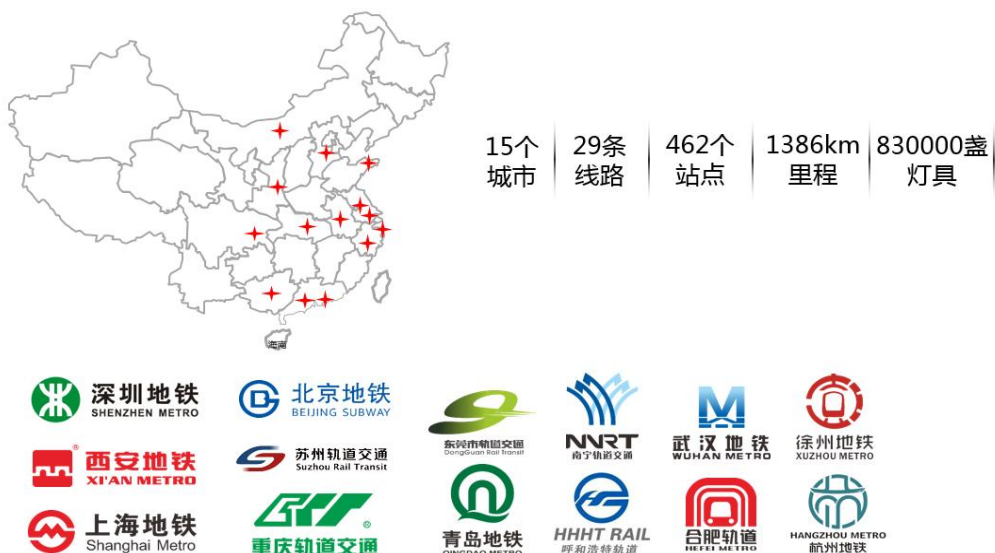 15个
城市
29条
线路
462个
站点
1386km
里程
830000盏
灯具
海南
深圳地铁
SHENZHEN METRO
北京地铁
BEIJING SUBWAY
东莞市轨道交通
DongGuan Rail Transit
NNRT
南宁轨道交通
武汉地铁
WUHAN METRO
徐州地铁
XUZHOU METRO
®
西安地铁
XI'AN METRO
苏州轨道交通
Suzhou Rail Transit
上海地铁
Shanghai Metro
®
重庆轨道交通
青岛地铁
QINGDAO METRO
HHHT RAIL
呼和浩特轨道
合肥轨道
HEFEI METRO
HANGZHOU METRO
杭州地铁